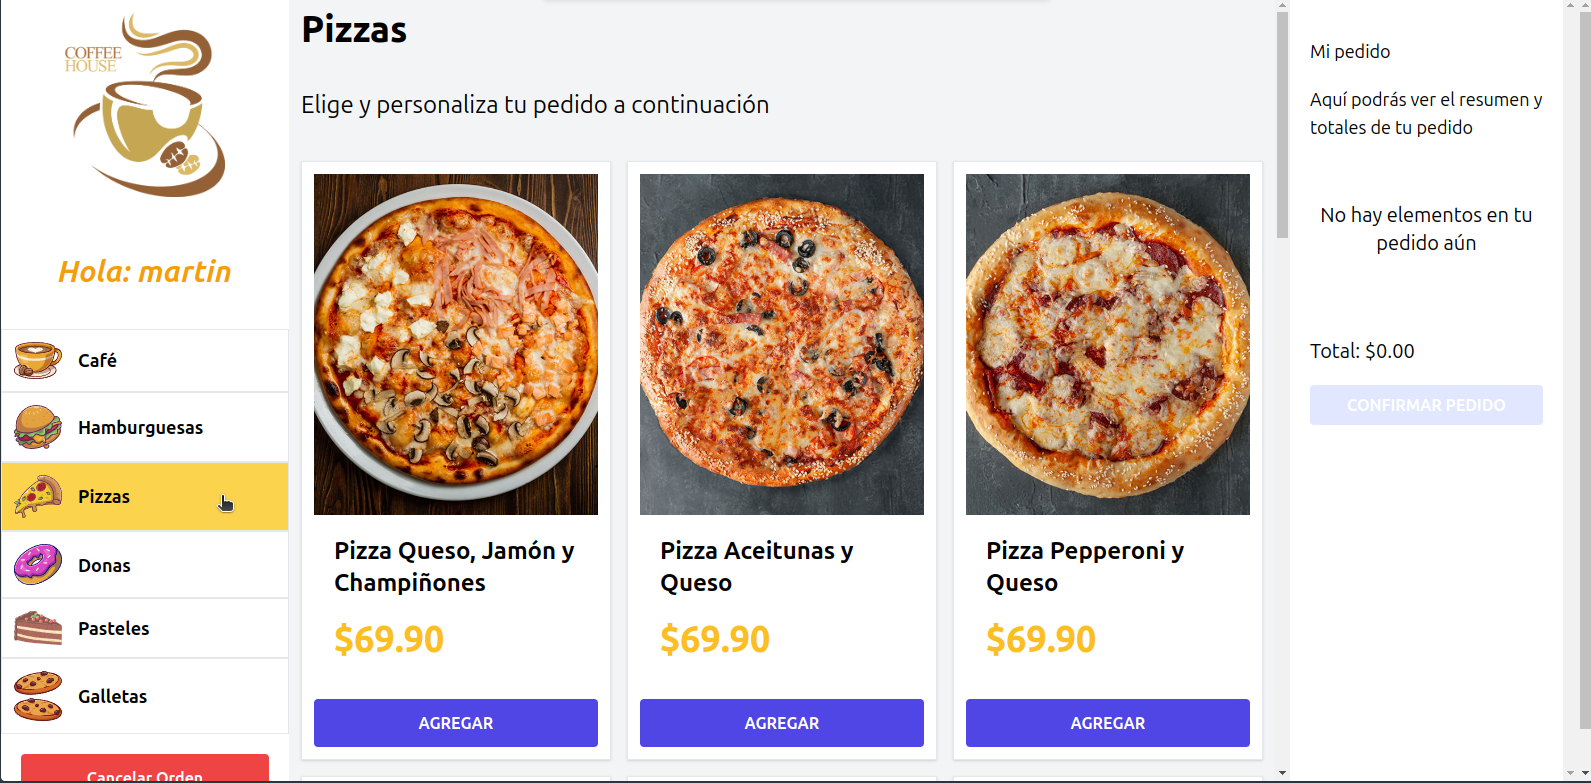 COFFEE
HOUSE
Hola: martin
Café
Hamburguesas
Pizzas
Donas
Pasteles
Galletas
Cancelar Orden
Pizzas
Elige y personaliza tu pedido a continuación
Pizza Queso, Jamón y
Champiñones
$69.90
AGREGAR
Pizza Aceitunas y
Queso
$69.90
AGREGAR
Pizza Pepperoni y
Queso
$69.90
AGREGAR
Mi pedido
Aquí podrás ver el resumen y
totales de tu pedido
No hay elementos en tu
pedido aún
Total: $0.00
CONFIRMAR PEDIDO